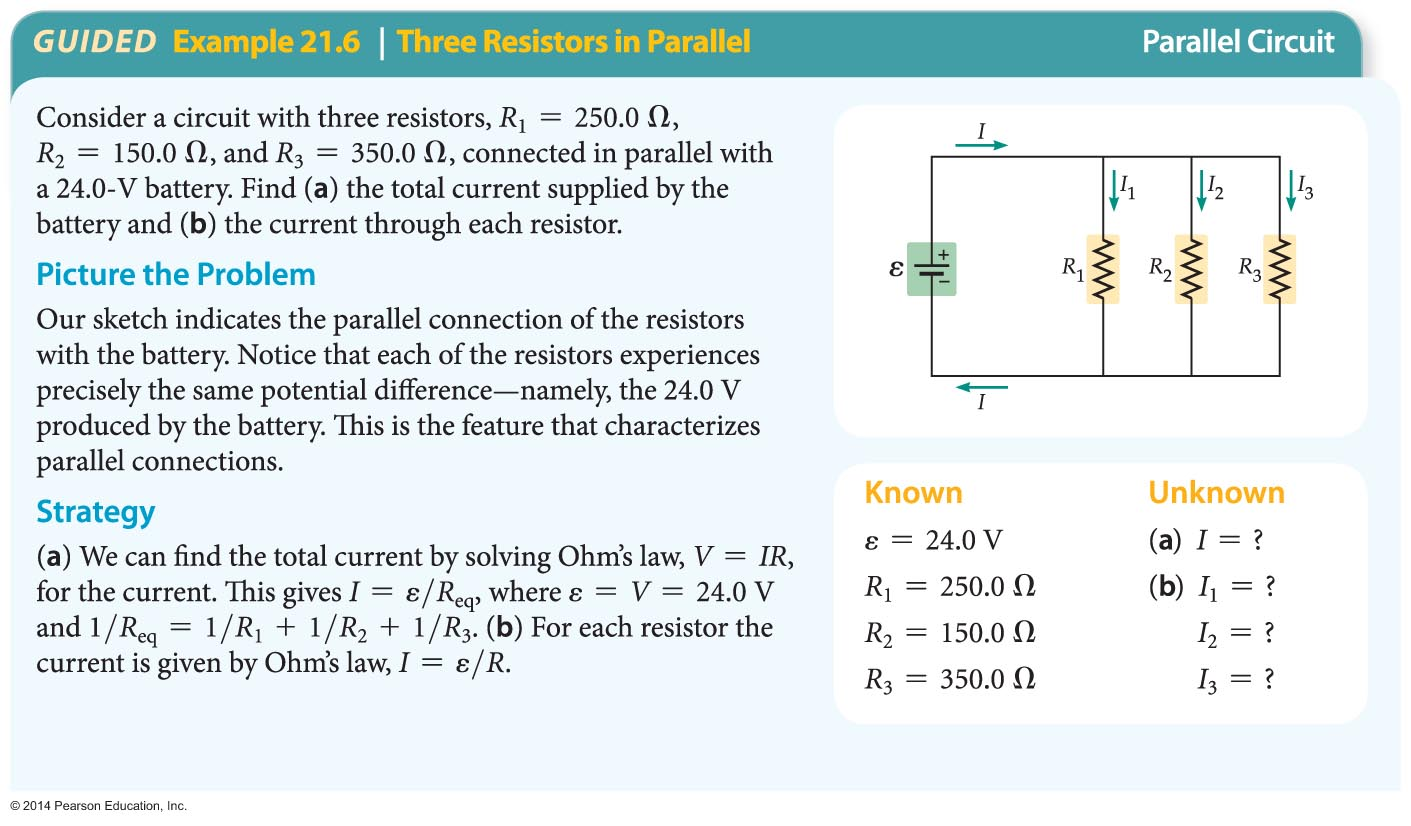 GUIDED Example 21.6 | Three Resistors in Parallel
Parallel Circuit
Consider a circuit with three resistors, R₁ = 250.0 Ω,
R₂ = 150.0 Ω, and R₃ = 350.0 Ω, connected in parallel with
a 24.0-V battery. Find (a) the total current supplied by the
battery and (b) the current through each resistor.
Picture the Problem
Our sketch indicates the parallel connection of the resistors
with the battery. Notice that each of the resistors experiences
precisely the same potential difference—namely, the 24.0 V
produced by the battery. This is the feature that characterizes
parallel connections.
Strategy
(a) We can find the total current by solving Ohm's law, V = IR,
for the current. This gives I = ε/R_eq, where ε = V = 24.0 V
and 1/R_eq = 1/R₁ + 1/R₂ + 1/R₃. (b) For each resistor the
current is given by Ohm's law, I = ε/R.
I
I₁ I₂ I₃
ε + − R₁ R₂ R₃
I
Known
ε = 24.0 V
R₁ = 250.0 Ω
R₂ = 150.0 Ω
R₃ = 350.0 Ω
Unknown
(a) I = ?
(b) I₁ = ?
I₂ = ?
I₃ = ?
© 2014 Pearson Education, Inc.